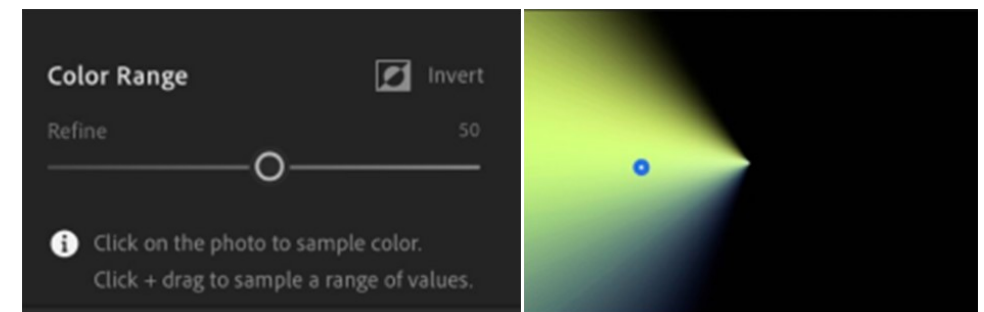 Color Range
Invert
Refine
50
Click on the photo to sample color.
Click + drag to sample a range of values.